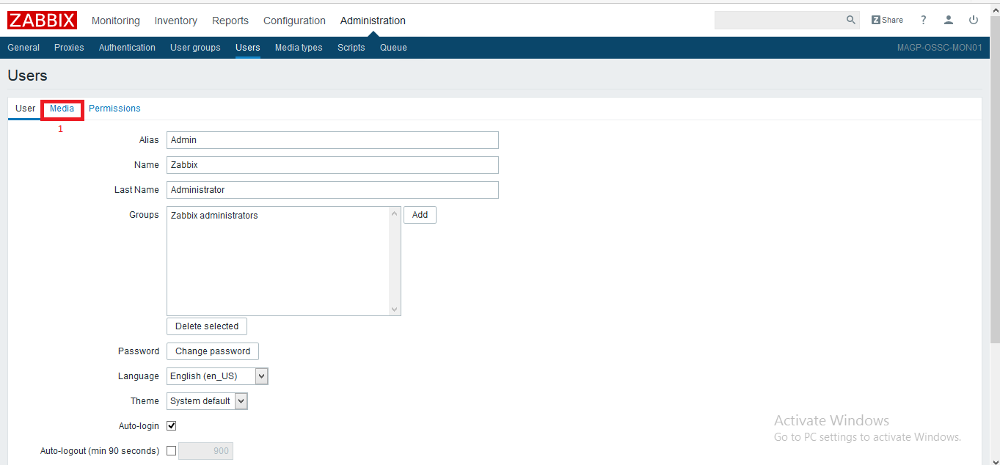 ZABBIX Monitoring Inventory Reports Configuration Administration Z Share ?
General Proxies Authentication User groups Users Media types Scripts Queue MAGP-OSSC-MON01
Users
User Media Permissions
1
Alias Admin
Name Zabbix
Last Name Administrator
Groups Zabbix administrators Add
Delete selected
Password Change password
Language English (en_US)
Theme System default
Auto-login
Auto-logout (min 90 seconds) 900
Activate Windows
Go to PC settings to activate Windows.